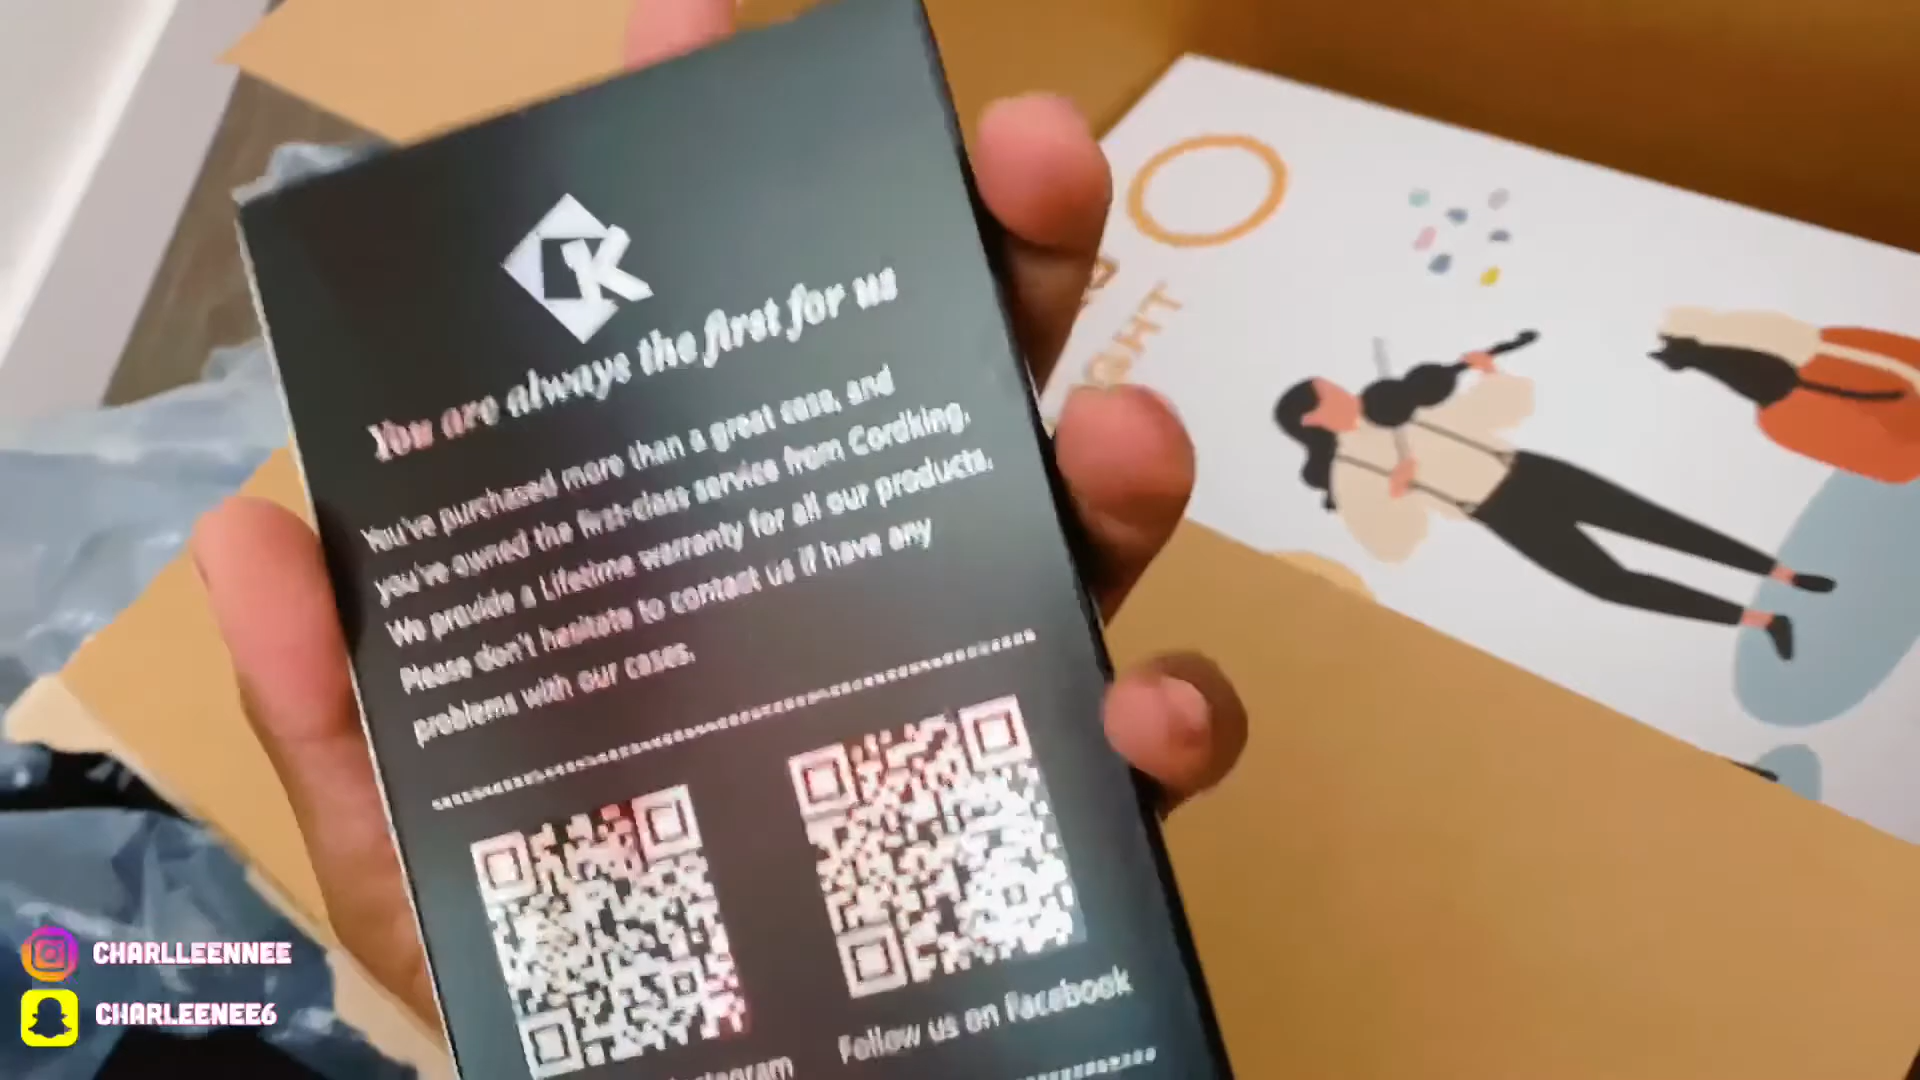 K
You are always the first for us
You've purchased more than a great case, and
you've owned the first-class service from Cordking.
We provide a Lifetime warranty for all our products.
Please don't hesitate to contact us if have any
problems with our cases.
Follow us on Facebook
CHARLLEENNEE
CHARLEENEE6